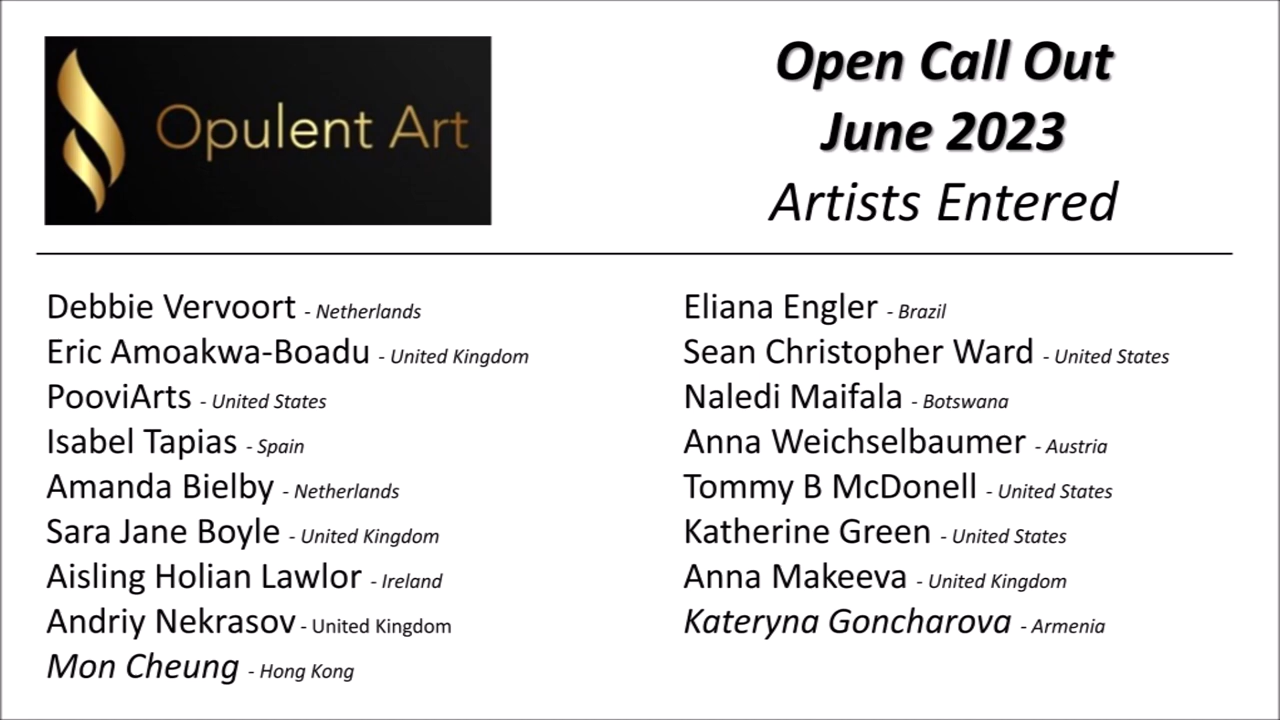 Opulent Art
Open Call Out
June 2023
Artists Entered
Debbie Vervoort - Netherlands
Eric Amoakwa-Boadu - United Kingdom
PooviArts - United States
Isabel Tapias - Spain
Amanda Bielby - Netherlands
Sara Jane Boyle - United Kingdom
Aisling Holian Lawlor - Ireland
Andriy Nekrasov - United Kingdom
Mon Cheung - Hong Kong
Eliana Engler - Brazil
Sean Christopher Ward - United States
Naledi Maifala - Botswana
Anna Weichselbaumer - Austria
Tommy B McDonell - United States
Katherine Green - United States
Anna Makeeva - United Kingdom
Kateryna Goncharova - Armenia